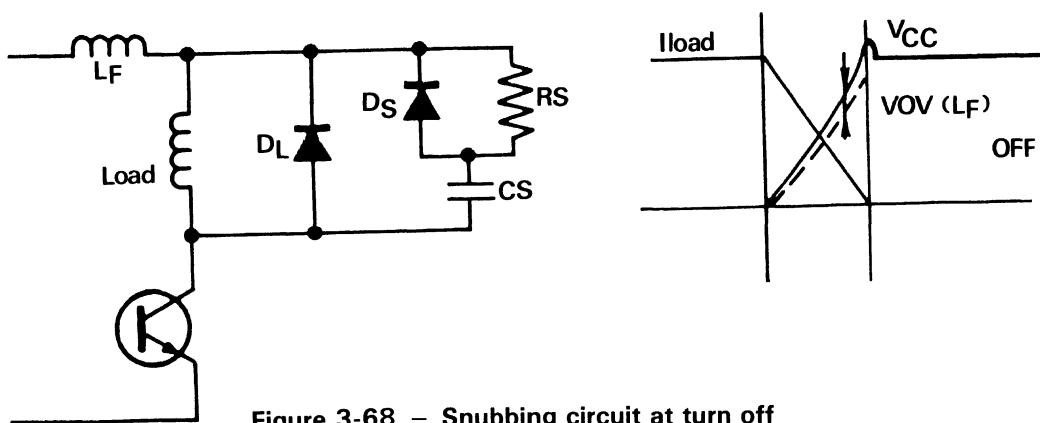 LF
Load
DL
DS
RS
CS
Iload
VCC
VOV (LF)
OFF
Figure 3-68 – Snubbing circuit at turn off